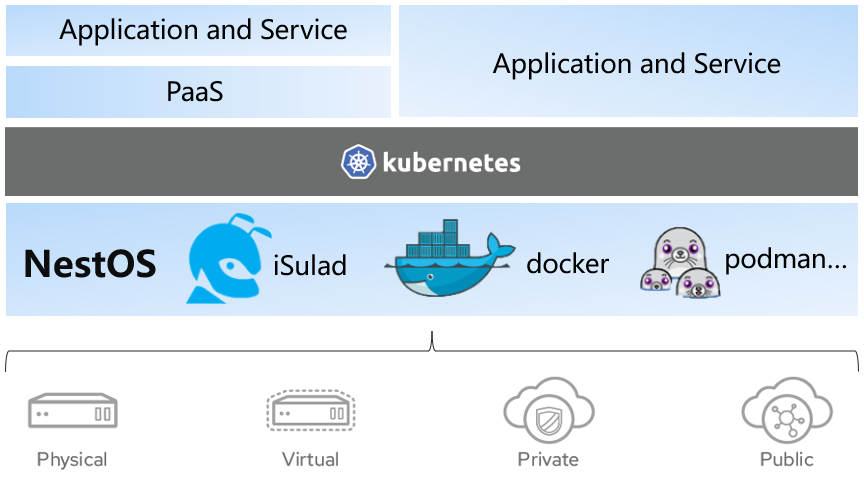 Application and Service
PaaS
Application and Service
kubernetes
NestOS
iSulad
docker
podman...
Physical
Virtual
Private
Public